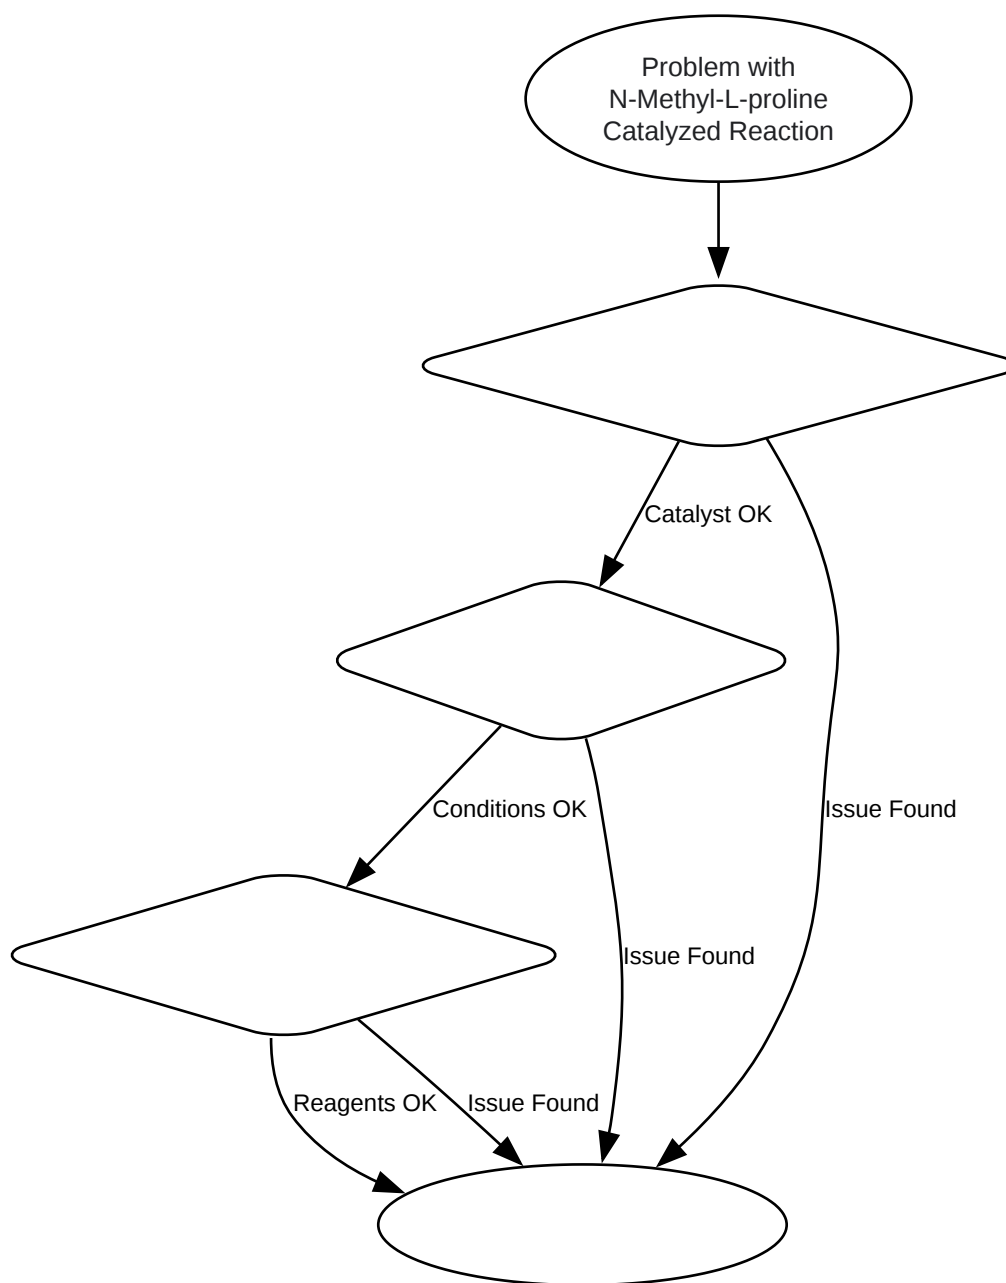 Problem with
N-Methyl-L-proline
Catalyzed Reaction
Catalyst OK
Conditions OK
Issue Found
Issue Found
Reagents OK
Issue Found